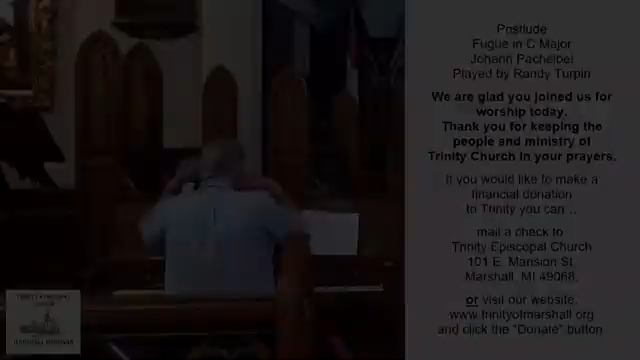 Postlude
Fugue in C Major
Johann Pachelbel
Played by Randy Turpin
We are glad you joined us for
worship today.
Thank you for keeping the
people and ministry of
Trinity Church in your prayers.
If you would like to make a
financial donation
to Trinity you can ...
mail a check to
Trinity Episcopal Church
101 E. Mansion St.
Marshall, MI 49068,
or visit our website,
www.trinityofmarshall.org
and click the "Donate" button